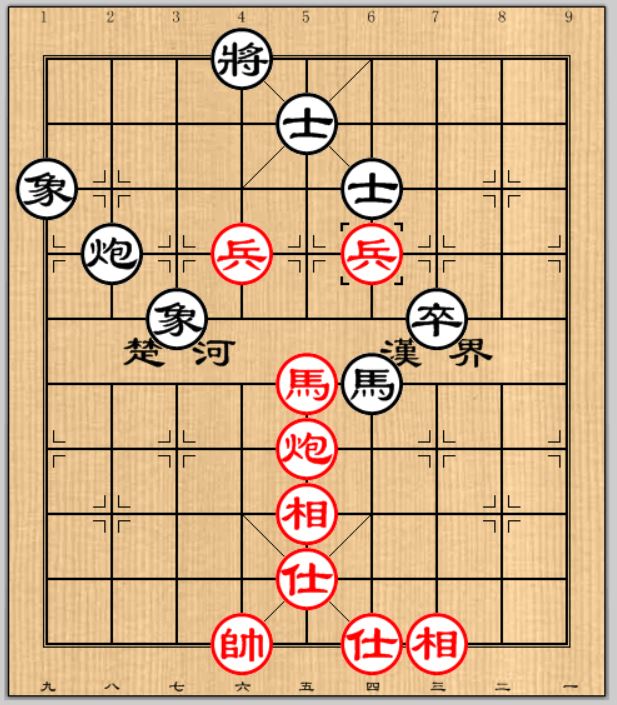 1 2 3 4 5 6 7 8 9
將
士
象 士
炮 兵 兵
象 卒
楚 河 漢 界
馬 馬
炮
相
仕
帥 仕 相
九 八 七 六 五 四 三 二 一